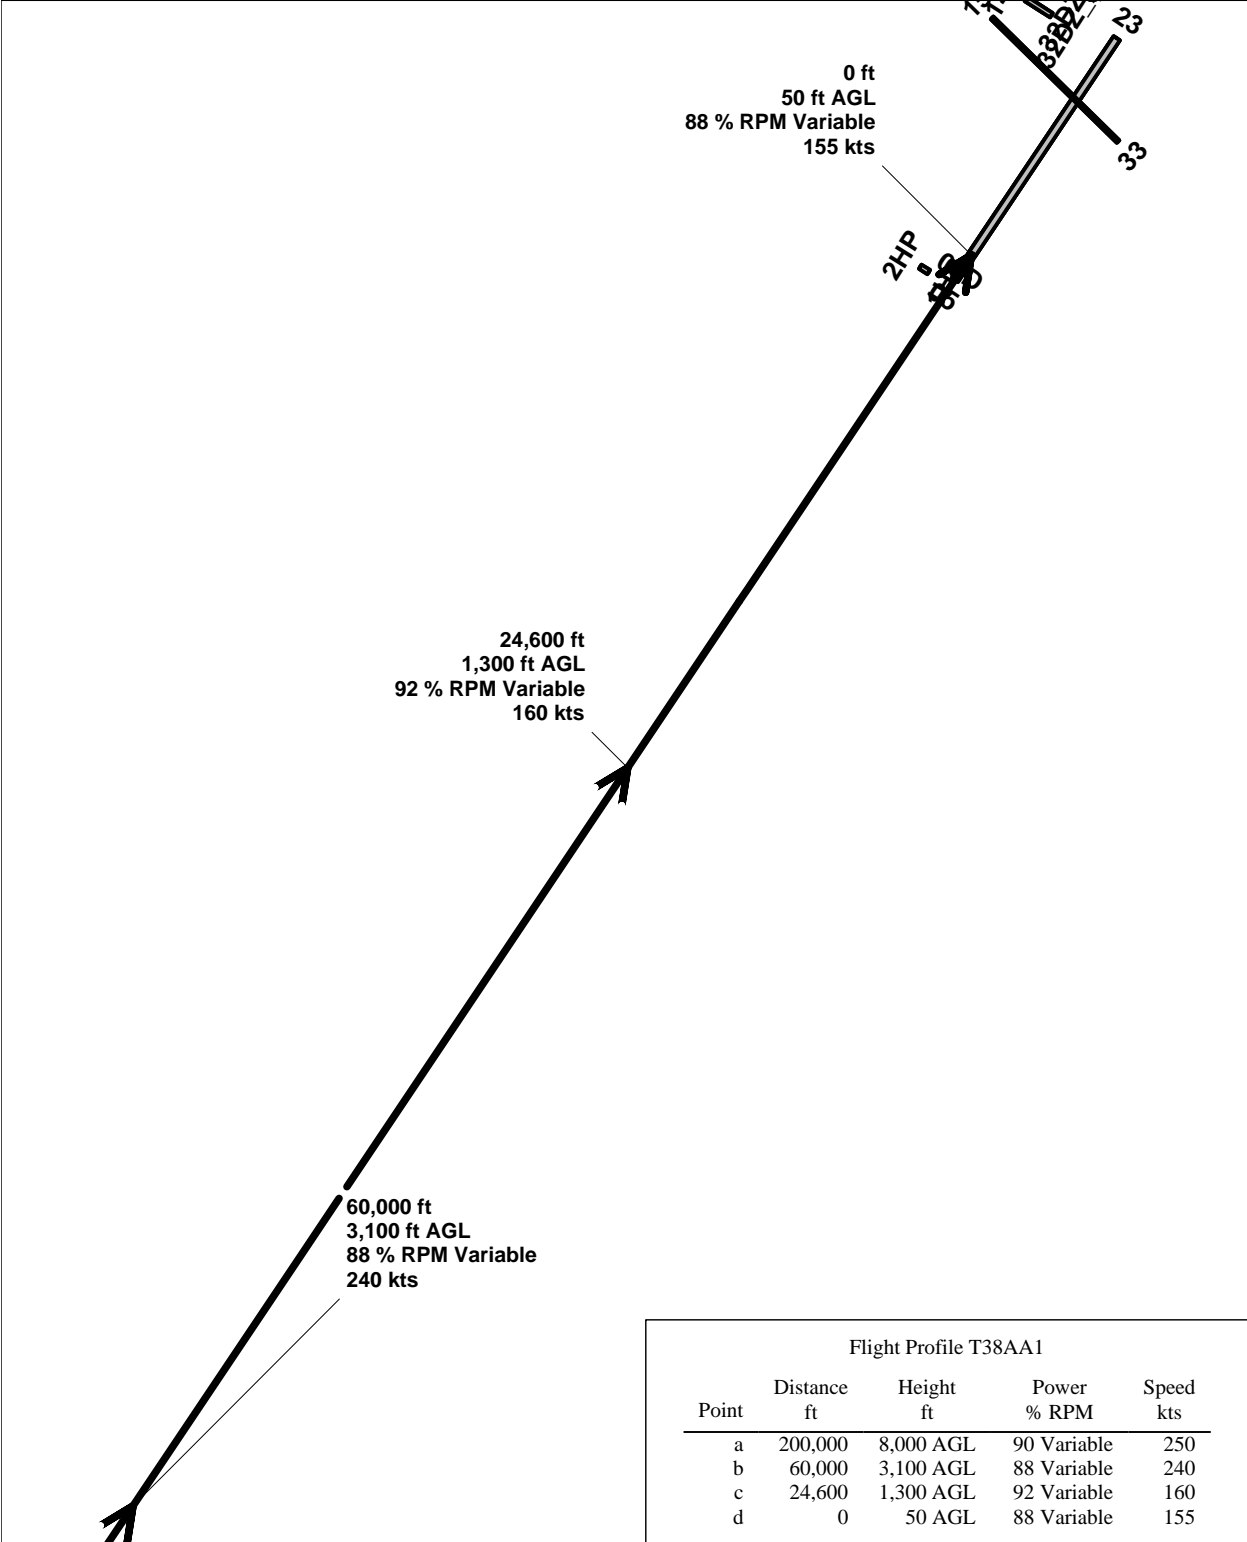 23
33
0 ft
50 ft AGL
88 % RPM Variable
155 kts
2HP
24,600 ft
1,300 ft AGL
92 % RPM Variable
160 kts
60,000 ft
3,100 ft AGL
88 % RPM Variable
240 kts
Flight Profile T38AA1
Distance Height Power Speed
Point ft ft % RPM kts
a 200,000 8,000 AGL 90 Variable 250
b 60,000 3,100 AGL 88 Variable 240
c 24,600 1,300 AGL 92 Variable 160
d 0 50 AGL 88 Variable 155